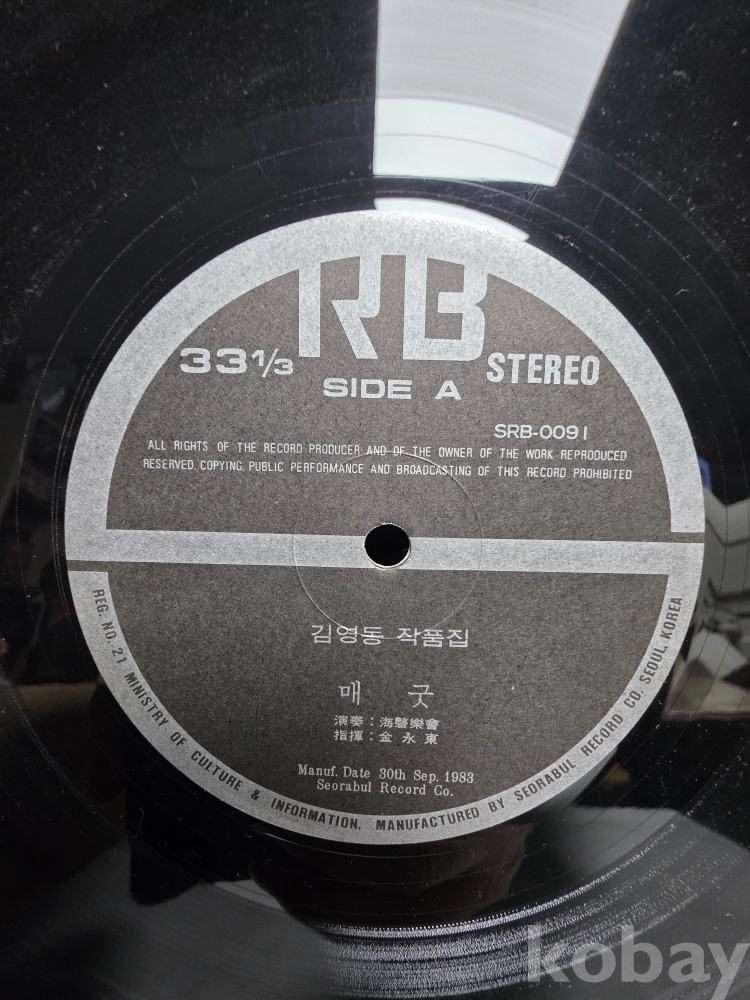 RB
33 1/3
STEREO
SIDE A
SRB-0091
ALL RIGHTS OF THE RECORD PRODUCER AND OF THE OWNER OF THE WORK REPRODUCED
RESERVED. COPYING, PUBLIC PERFORMANCE AND BROADCASTING OF THIS RECORD PROHIBITED
김영동 작품집
매 굿
演奏 : 海磬樂會
指揮 : 金永東
Manuf. Date 30th Sep. 1983
Seorabul Record Co.
REG. NO. 21 MINISTRY OF CULTURE & INFORMATION. MANUFACTURED BY SEORABUL RECORD CO. SEOUL KOREA
kobay